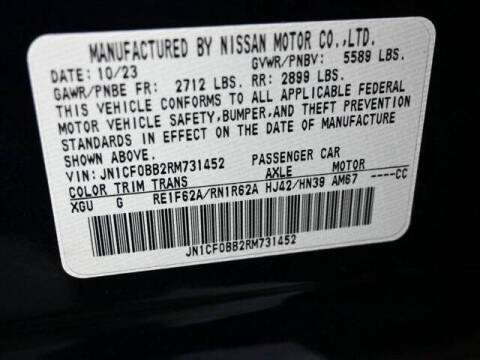 MANUFACTURED BY NISSAN MOTOR CO.,LTD.
DATE: 10/23 GVWR/PNBV: 5589 LBS.
GAWR/PNBE FR: 2712 LBS. RR: 2899 LBS.
THIS VEHICLE CONFORMS TO ALL APPLICABLE FEDERAL
MOTOR VEHICLE SAFETY,BUMPER,AND THEFT PREVENTION
STANDARDS IN EFFECT ON THE DATE OF MANUFACTURE
SHOWN ABOVE.
VIN: JN1CF0BB2RM731452 PASSENGER CAR
COLOR TRIM TRANS AXLE MOTOR
XGU G RE1F62A/RN1R62A HJ42/HN39 AM67 ----CC
JN1CF0BB2RM731452